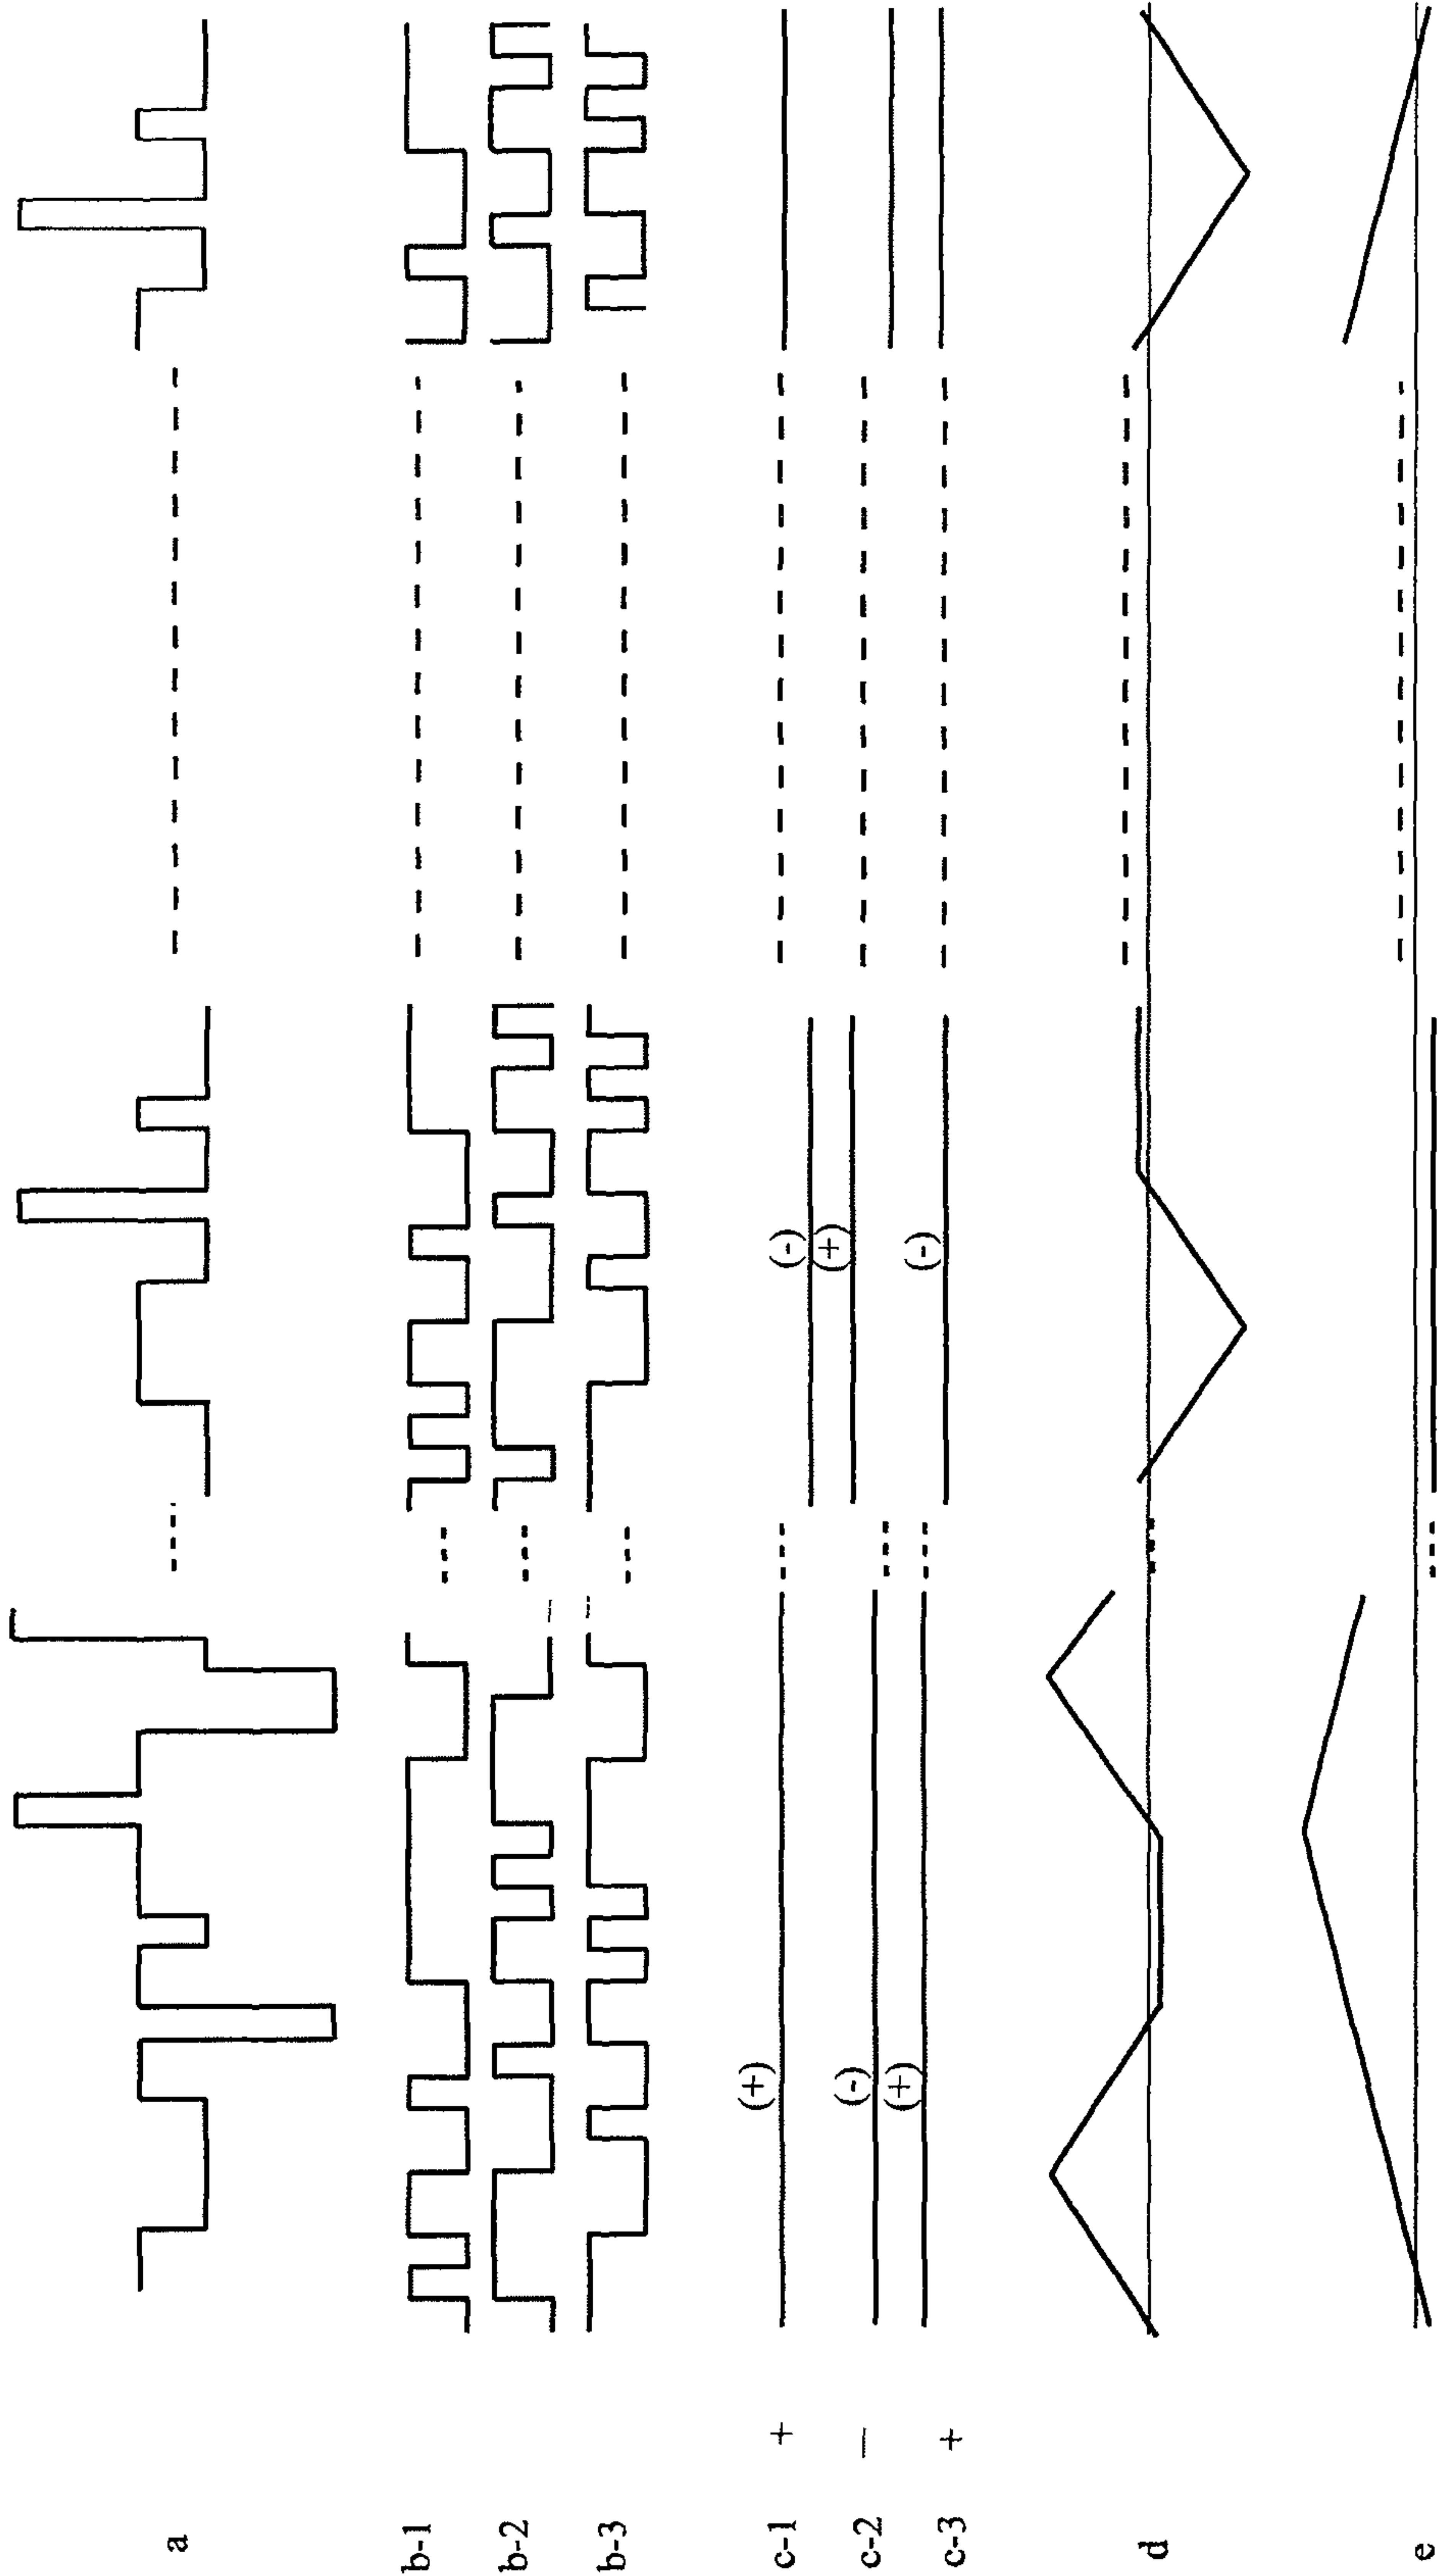 a
b-1
b-2
b-3
c-1 + (+) (-)
c-2 − (-) (+)
c-3 + (+) (-)
d
e